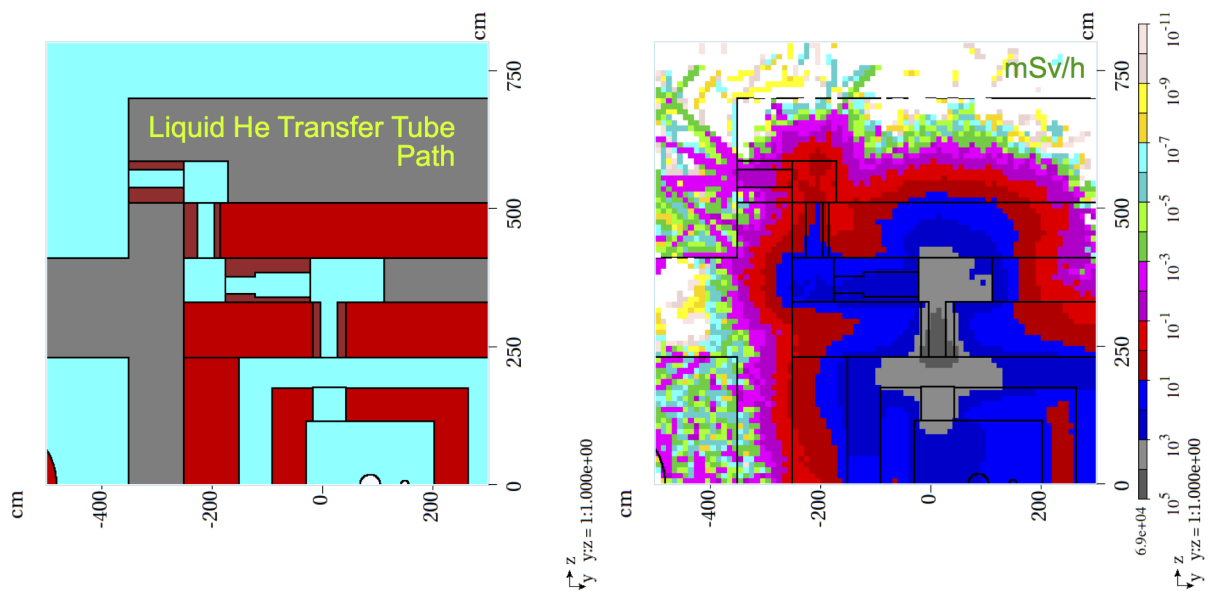 cm
750
500
250
0
Liquid He Transfer Tube
Path
cm
-400
-200
0
200
z
y
y:z = 1:1.000e+00
cm
750
500
250
0
mSv/h
cm
-400
-200
0
200
10^-11
10^-9
10^-7
10^-5
10^-3
10^-1
10^1
10^3
10^5
6.9e+04
z
y
y:z = 1:1.000e+00